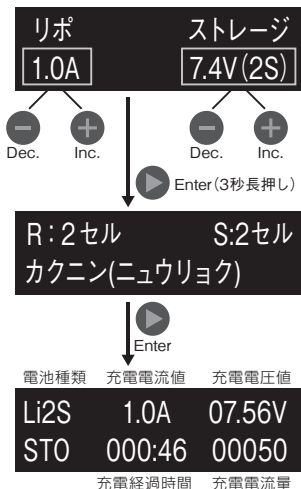 リポ ストレージ
1.0A 7.4V(2S)
Dec. Inc. Dec. Inc.
Enter(3秒長押し)
R:2セル S:2セル
カクニン(ニュウリョク)
Enter
電池種類 充電電流値 充電電圧値
Li2S 1.0A 07.56V
STO 000:46 00050
充電経過時間 充電電流量